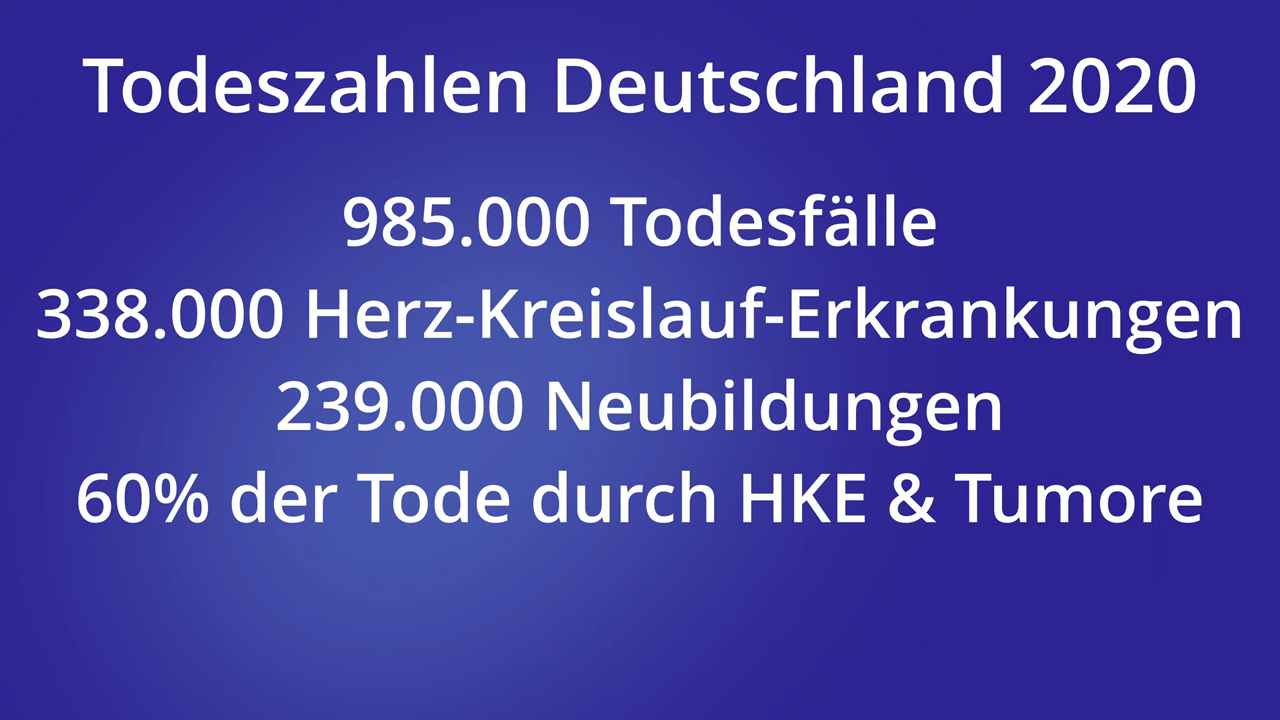 Todeszahlen Deutschland 2020
985.000 Todesfälle
338.000 Herz-Kreislauf-Erkrankungen
239.000 Neubildungen
60% der Tode durch HKE & Tumore